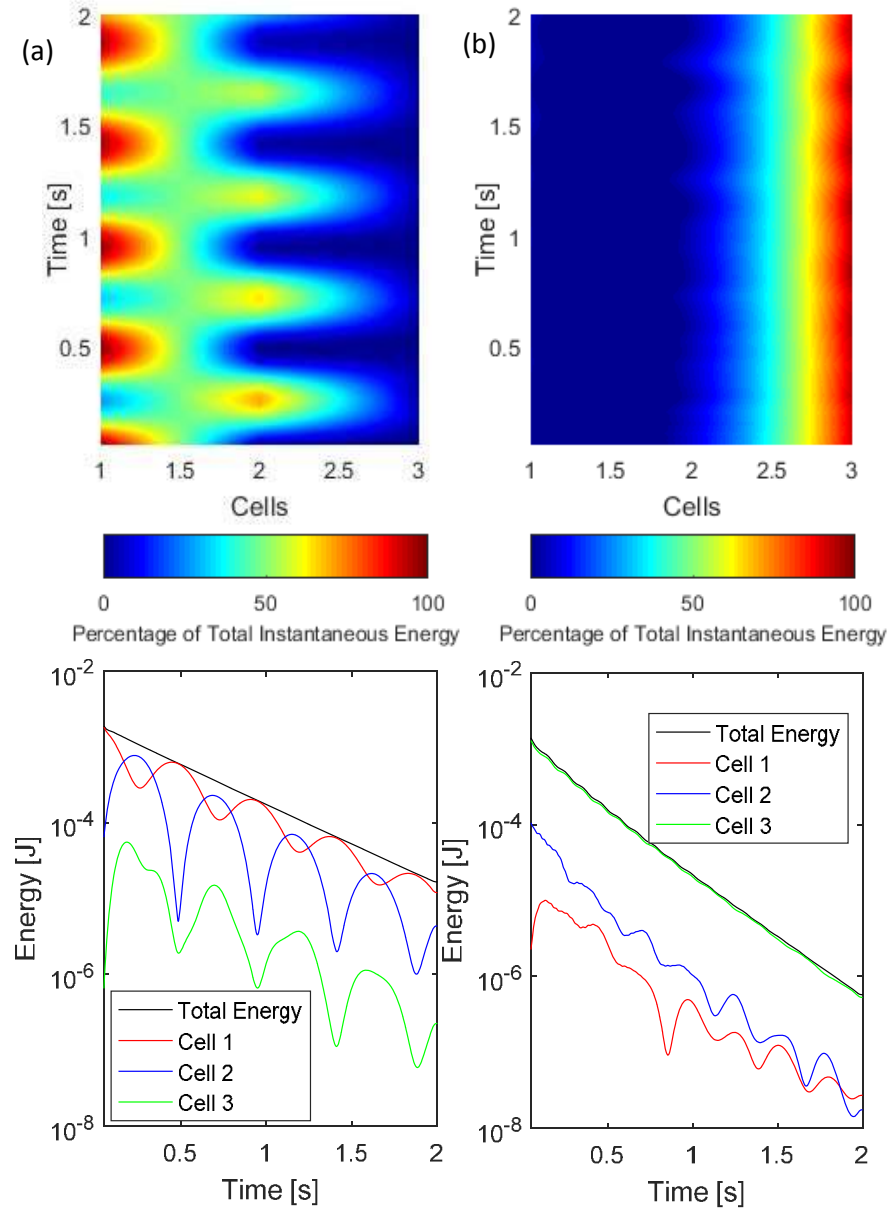 (a)
2
1.5
1
0.5
Time [s]
1 1.5 2 2.5 3
Cells
0 50 100
Percentage of Total Instantaneous Energy
(b)
2
1.5
1
0.5
Time [s]
1 1.5 2 2.5 3
Cells
0 50 100
Percentage of Total Instantaneous Energy
10-2
10-4
10-6
10-8
Energy [J]
Total Energy
Cell 1
Cell 2
Cell 3
0.5 1 1.5 2
Time [s]
10-2
10-4
10-6
10-8
Energy [J]
Total Energy
Cell 1
Cell 2
Cell 3
0.5 1 1.5 2
Time [s]